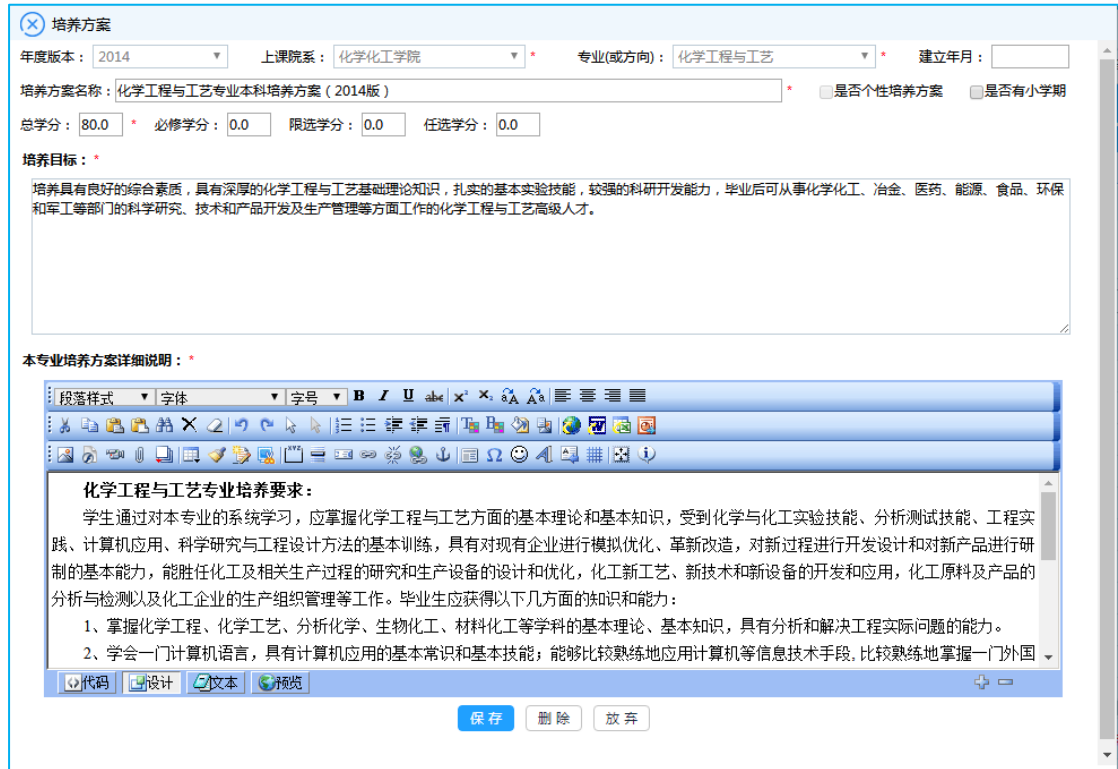 培养方案
年度版本： 2014 上课院系： 化学化工学院 * 专业(或方向)： 化学工程与工艺 * 建立年月：
培养方案名称： 化学工程与工艺专业本科培养方案（2014版） * 是否个性培养方案 是否有小学期
总学分： 80.0 * 必修学分： 0.0 限选学分： 0.0 任选学分： 0.0
培养目标： *
培养具有良好的综合素质，具有深厚的化学工程与工艺基础理论知识，扎实的基本实验技能，较强的科研开发能力，毕业后可从事化学化工、冶金、医药、能源、食品、环保
和军工等部门的科学研究、技术和产品开发及生产管理等方面工作的化学工程与工艺高级人才。
本专业培养方案详细说明： *
段落样式 字体 字号 B I U abc x² x₂
化学工程与工艺专业培养要求：
学生通过对本专业的系统学习，应掌握化学工程与工艺方面的基本理论和基本知识，受到化学与化工实验技能、分析测试技能、工程实
践、计算机应用、科学研究与工程设计方法的基本训练，具有对现有企业进行模拟优化、革新改造，对新过程进行开发设计和对新产品进行研
制的基本能力，能胜任化工及相关生产过程的研究和生产设备的设计和优化，化工新工艺、新技术和新设备的开发和应用，化工原料及产品的
分析与检测以及化工企业的生产组织管理等工作。毕业生应获得以下几方面的知识和能力：
1、掌握化学工程、化学工艺、分析化学、生物化工、材料化工等学科的基本理论、基本知识，具有分析和解决工程实际问题的能力。
2、学会一门计算机语言，具有计算机应用的基本常识和基本技能；能够比较熟练地应用计算机等信息技术手段,比较熟练地掌握一门外国
代码 设计 文本 预览
保存 删除 放弃